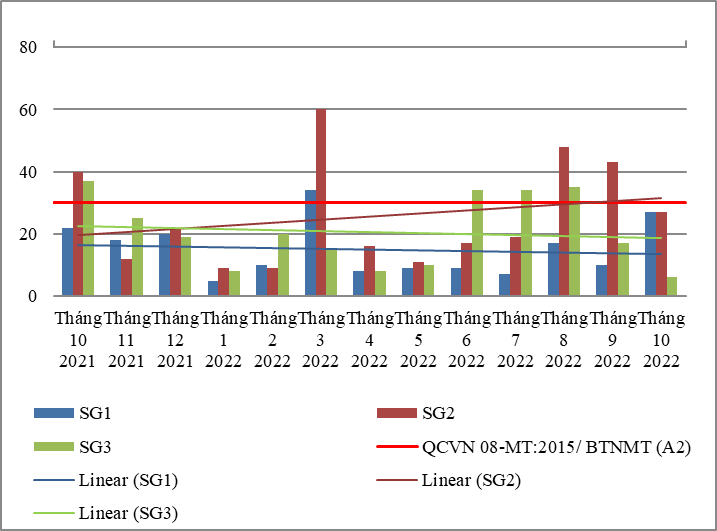 80
60
40
20
0
Tháng Tháng Tháng Tháng Tháng Tháng Tháng Tháng Tháng Tháng Tháng Tháng Tháng
10 11 12 1 2 3 4 5 6 7 8 9 10
2021 2021 2021 2022 2022 2022 2022 2022 2022 2022 2022 2022 2022
SG1 SG2
SG3 QCVN 08-MT:2015/ BTNMT (A2)
Linear (SG1) Linear (SG2)
Linear (SG3)